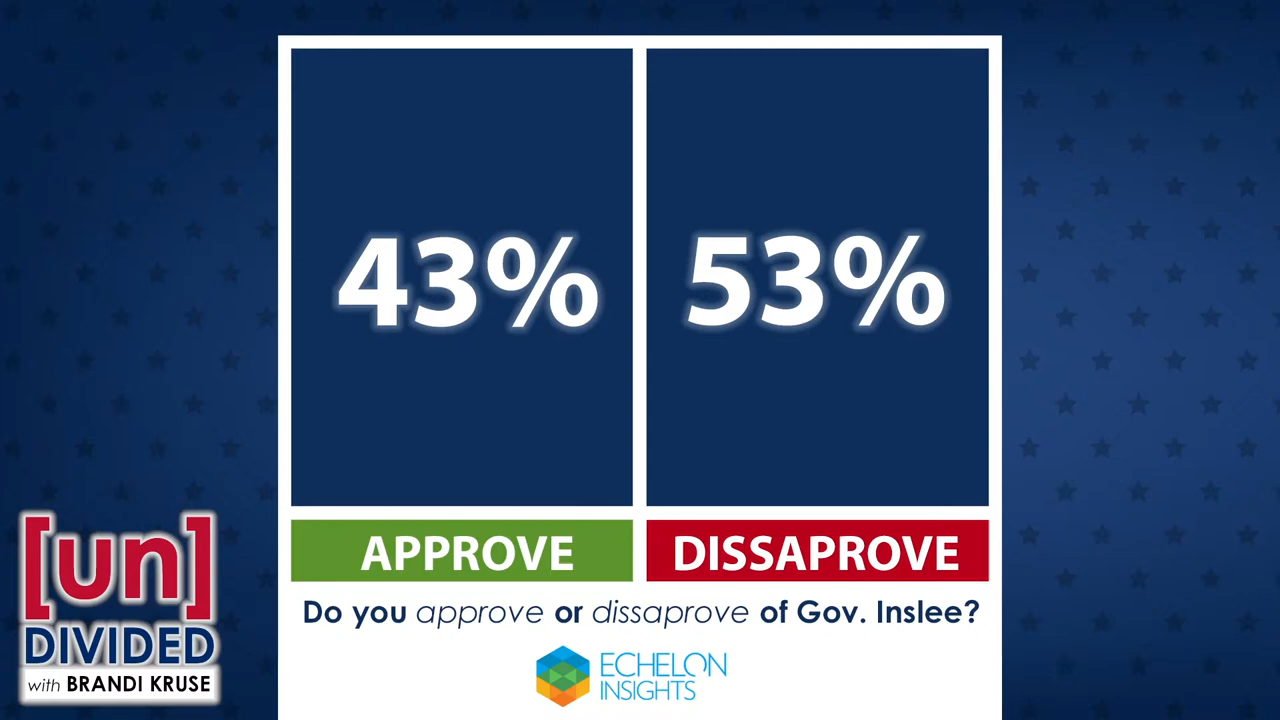 43%
53%
APPROVE
DISSAPROVE
Do you approve or dissaprove of Gov. Inslee?
ECHELON
INSIGHTS
[un]
DIVIDED
with BRANDI KRUSE